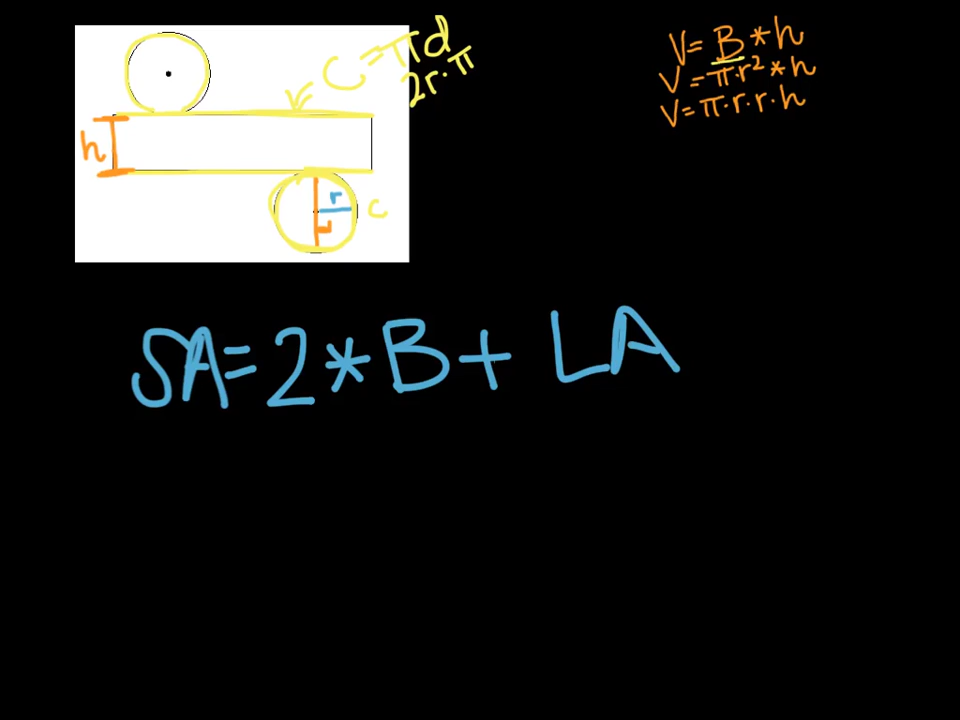 C=πd
2r·π
h
r
d
C
V=B*h
V=π·r²*h
V=π·r·r·h
SA=2*B+LA